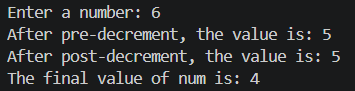 Enter a number: 6
After pre-decrement, the value is: 5
After post-decrement, the value is: 5
The final value of num is: 4